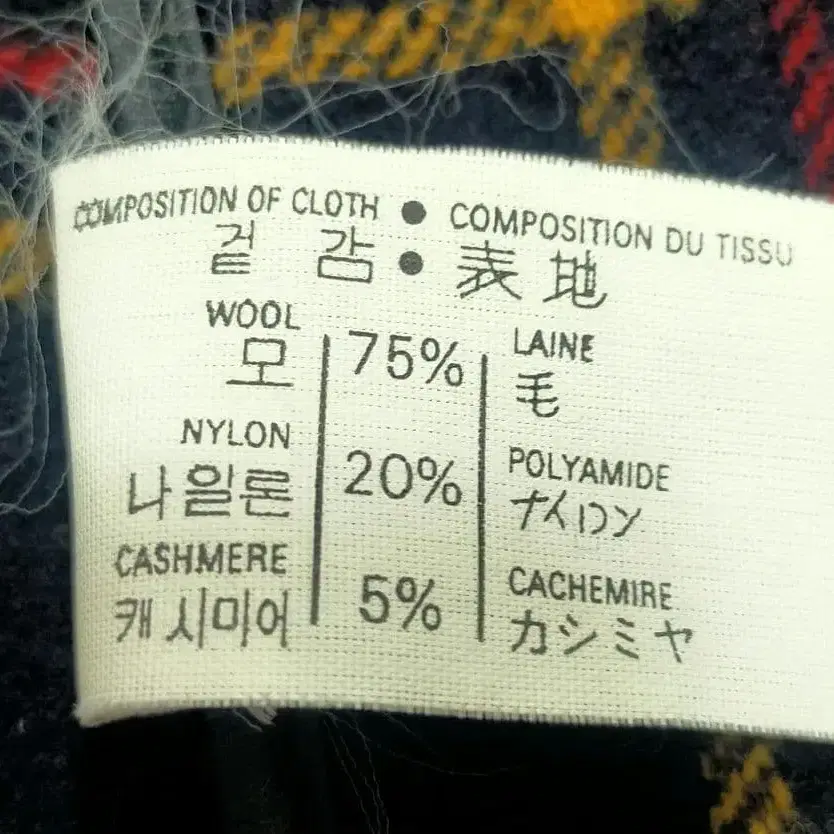 COMPOSITION OF CLOTH ● COMPOSITION DU TISSU
겉 감 ● 表 地
WOOL 75% LAINE
모 毛
NYLON 20% POLYAMIDE
나일론 ナイロン
CASHMERE 5% CACHEMIRE
캐시미어 カシミヤ